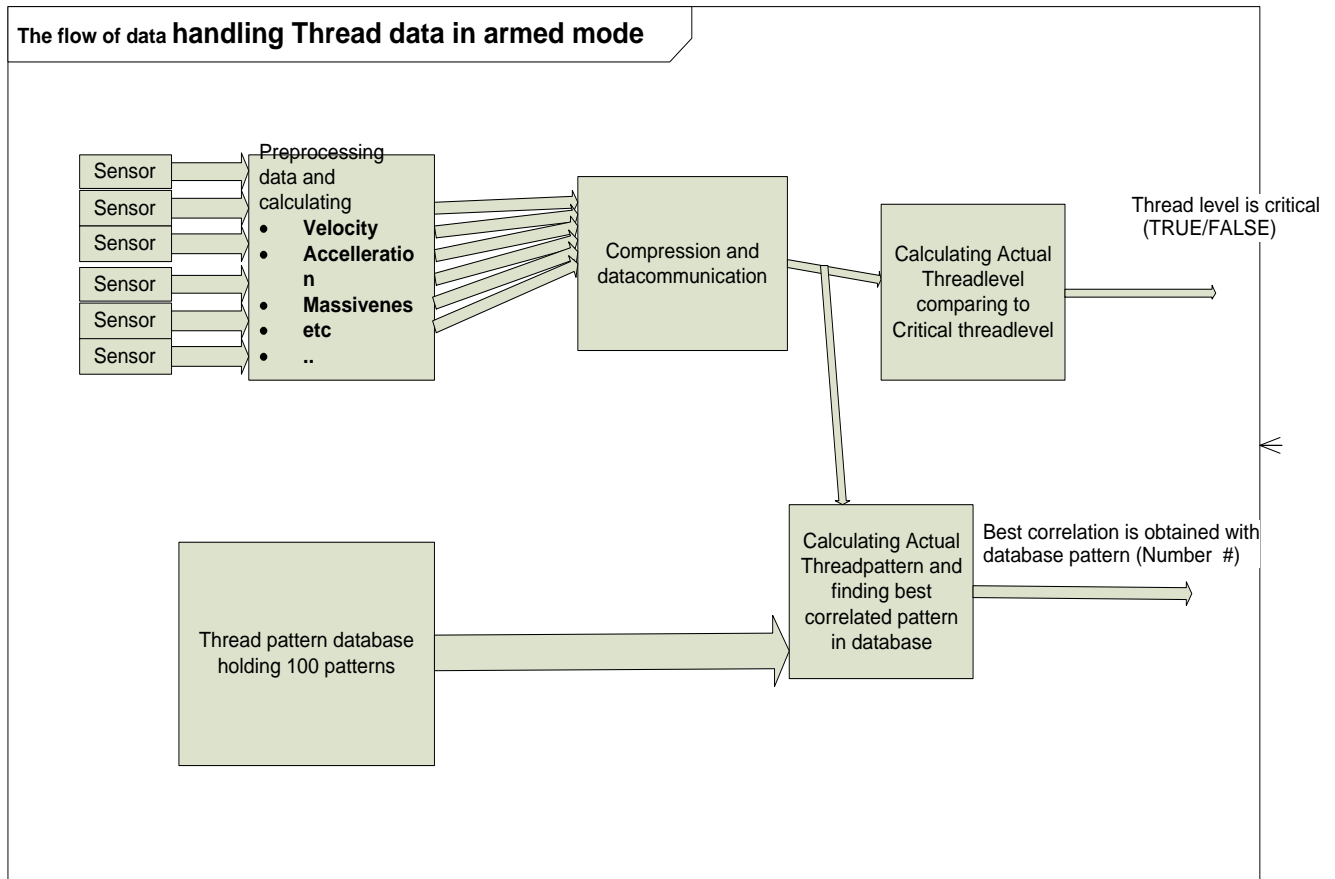 The flow of data handling Thread data in armed mode
Sensor
Sensor
Sensor
Sensor
Sensor
Sensor
Preprocessing
data and
calculating
• Velocity
• Accelleratio
n
• Massivenes
• etc
• ..
Compression and
datacommunication
Calculating Actual
Threadlevel
comparing to
Critical threadlevel
Thread level is critical
(TRUE/FALSE)
Thread pattern database
holding 100 patterns
Calculating Actual
Threadpattern and
finding best
correlated pattern
in database
Best correlation is obtained with
database pattern (Number #)